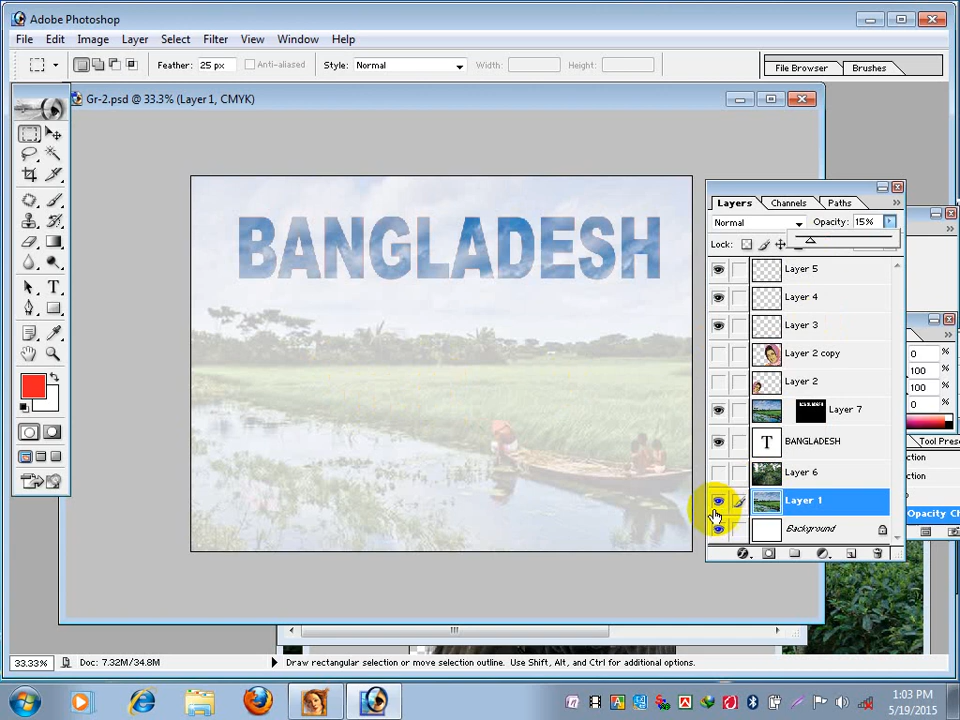 Adobe Photoshop
File Edit Image Layer Select Filter View Window Help
Feather: 25 px Anti-aliased Style: Normal Width: Height: File Browser Brushes
Gr-2.psd @ 33.3% (Layer 1, CMYK)
BANGLADESH
Layers Channels Paths
Normal Opacity: 15%
Lock:
Layer 5
Layer 4
Layer 3
Layer 2 copy
Layer 2
Layer 7
T BANGLADESH
Layer 6
Layer 1
Background
0 %
100 %
100 %
0 %
Tool Prese
ction
ction
Opacity Ch
33.33% Doc: 7.32M/34.8M Draw rectangular selection or move selection outline. Use Shift, Alt, and Ctrl for additional options.
1:03 PM
5/19/2015